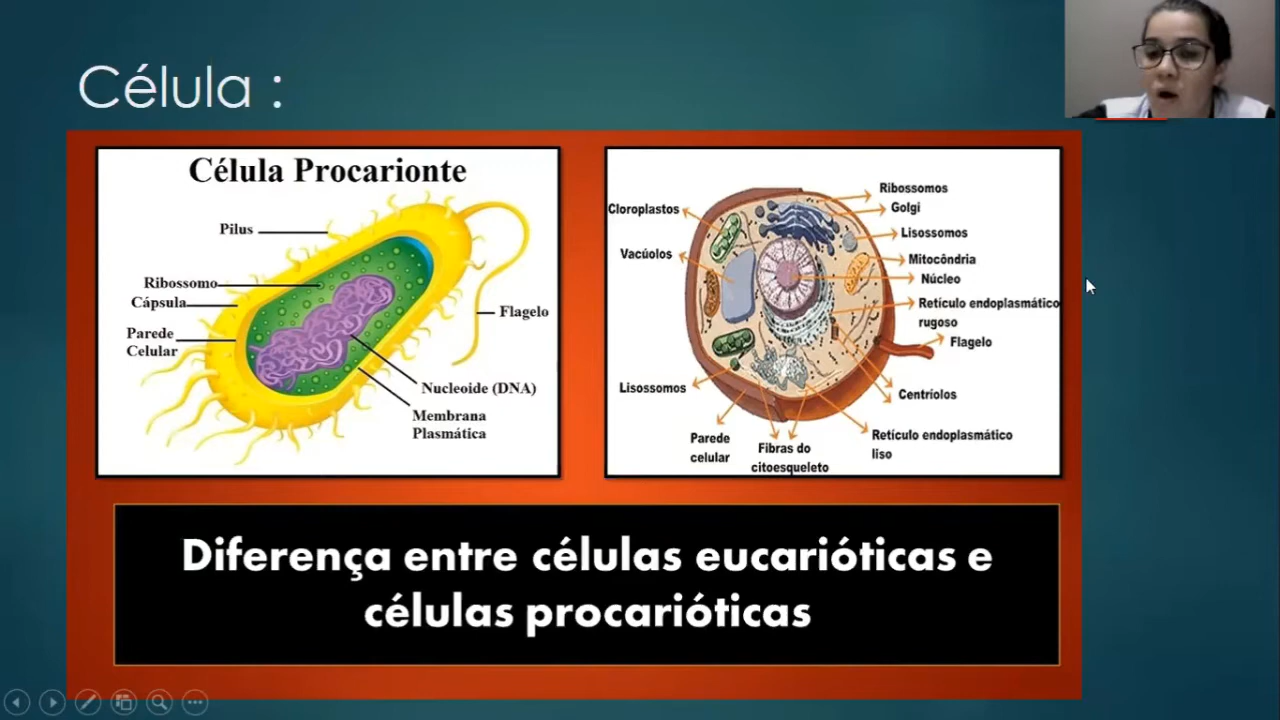 Célula :
Célula Procarionte
Pilus
Ribossomo
Cápsula
Parede
Celular
Flagelo
Nucleoide (DNA)
Membrana
Plasmática
Cloroplastos
Vacúolos
Lisossomos
Parede
celular
Fibras do
citoesqueleto
Ribossomos
Golgi
Lisossomos
Mitocôndria
Núcleo
Retículo endoplasmático
rugoso
Flagelo
Centríolos
Retículo endoplasmático
liso
Diferença entre células eucarióticas e
células procarióticas